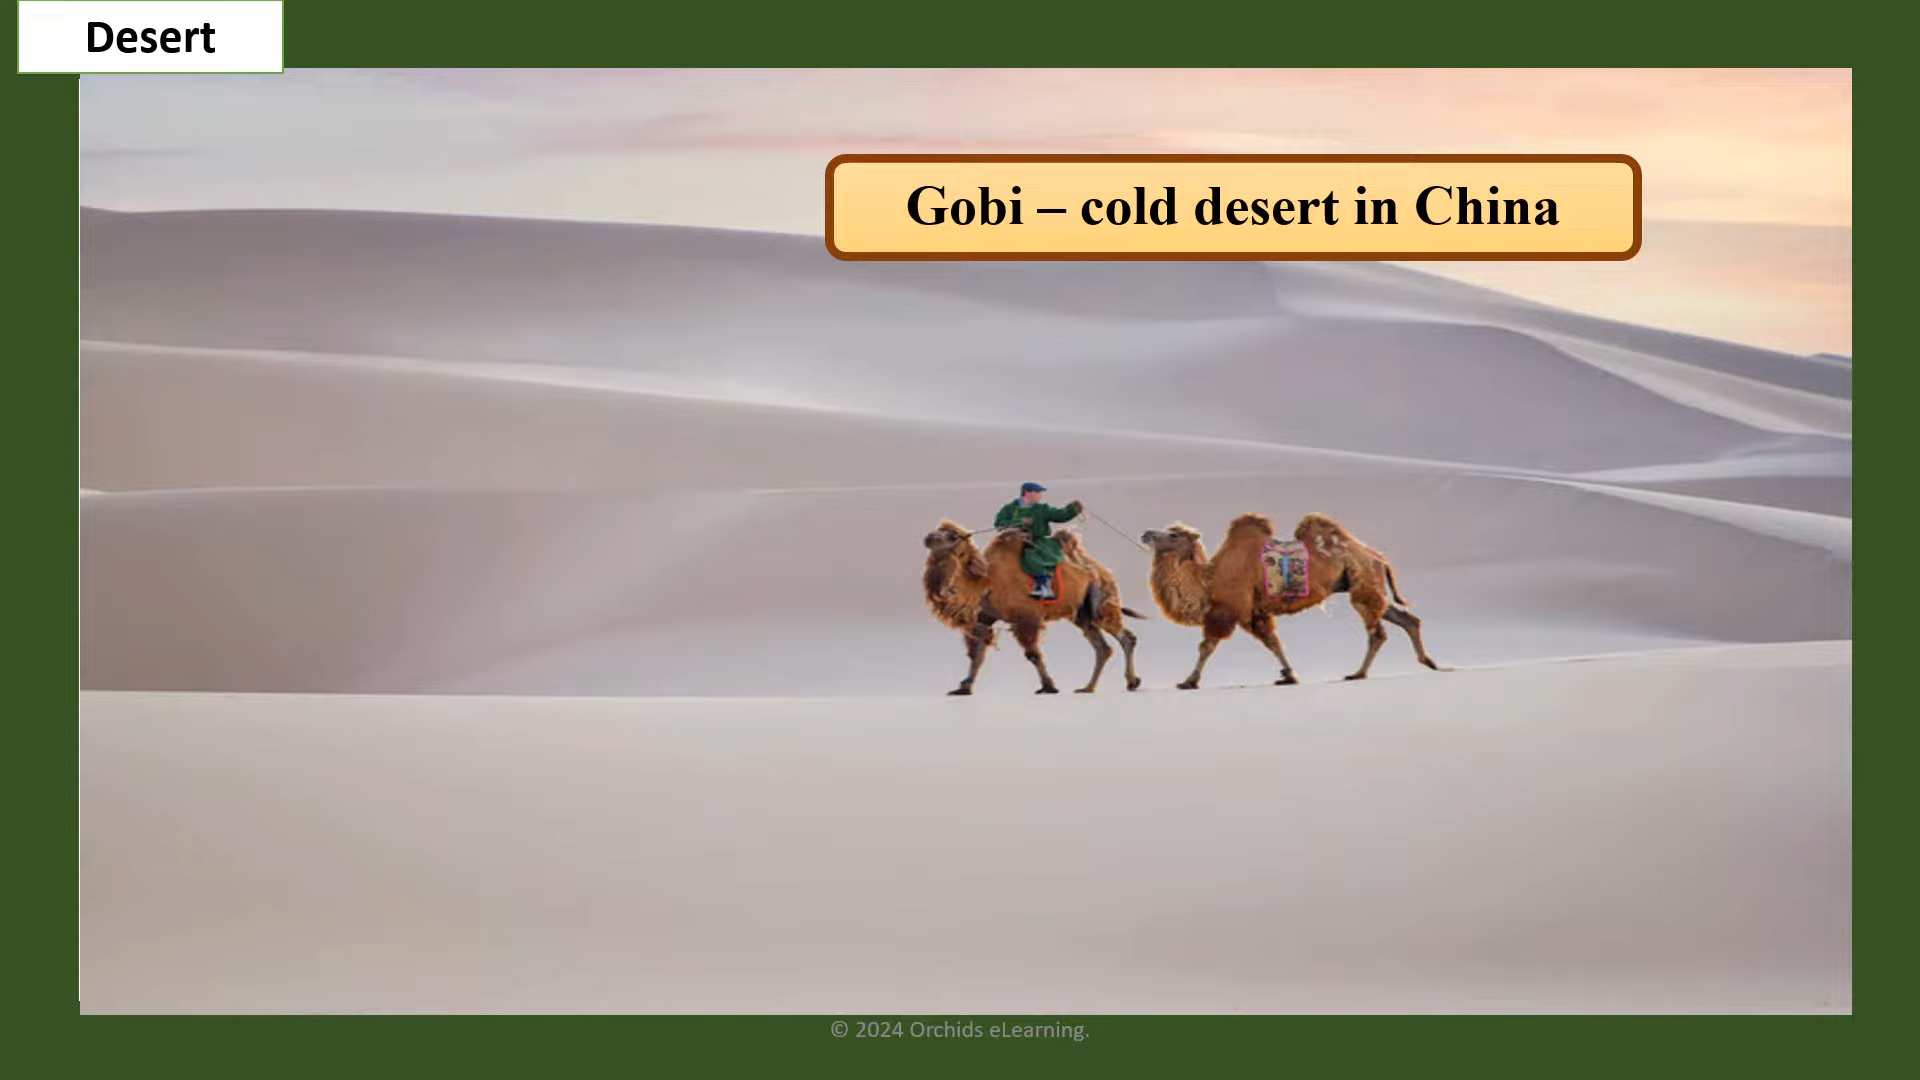 Desert
Gobi – cold desert in China
© 2024 Orchids eLearning.